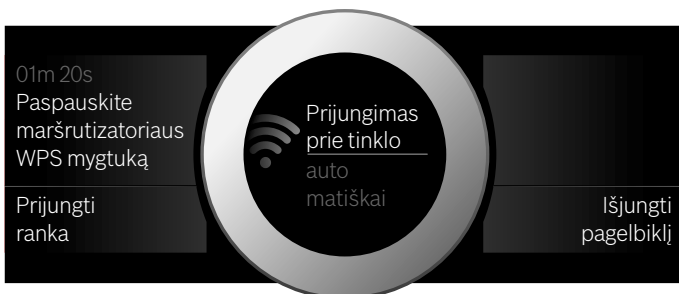 01m 20s
Paspauskite
maršrutizatoriaus
WPS mygtuką
Prijungti
ranka
Prijungimas
prie tinklo
auto
matiškai
Išjungti
pagelbiklį